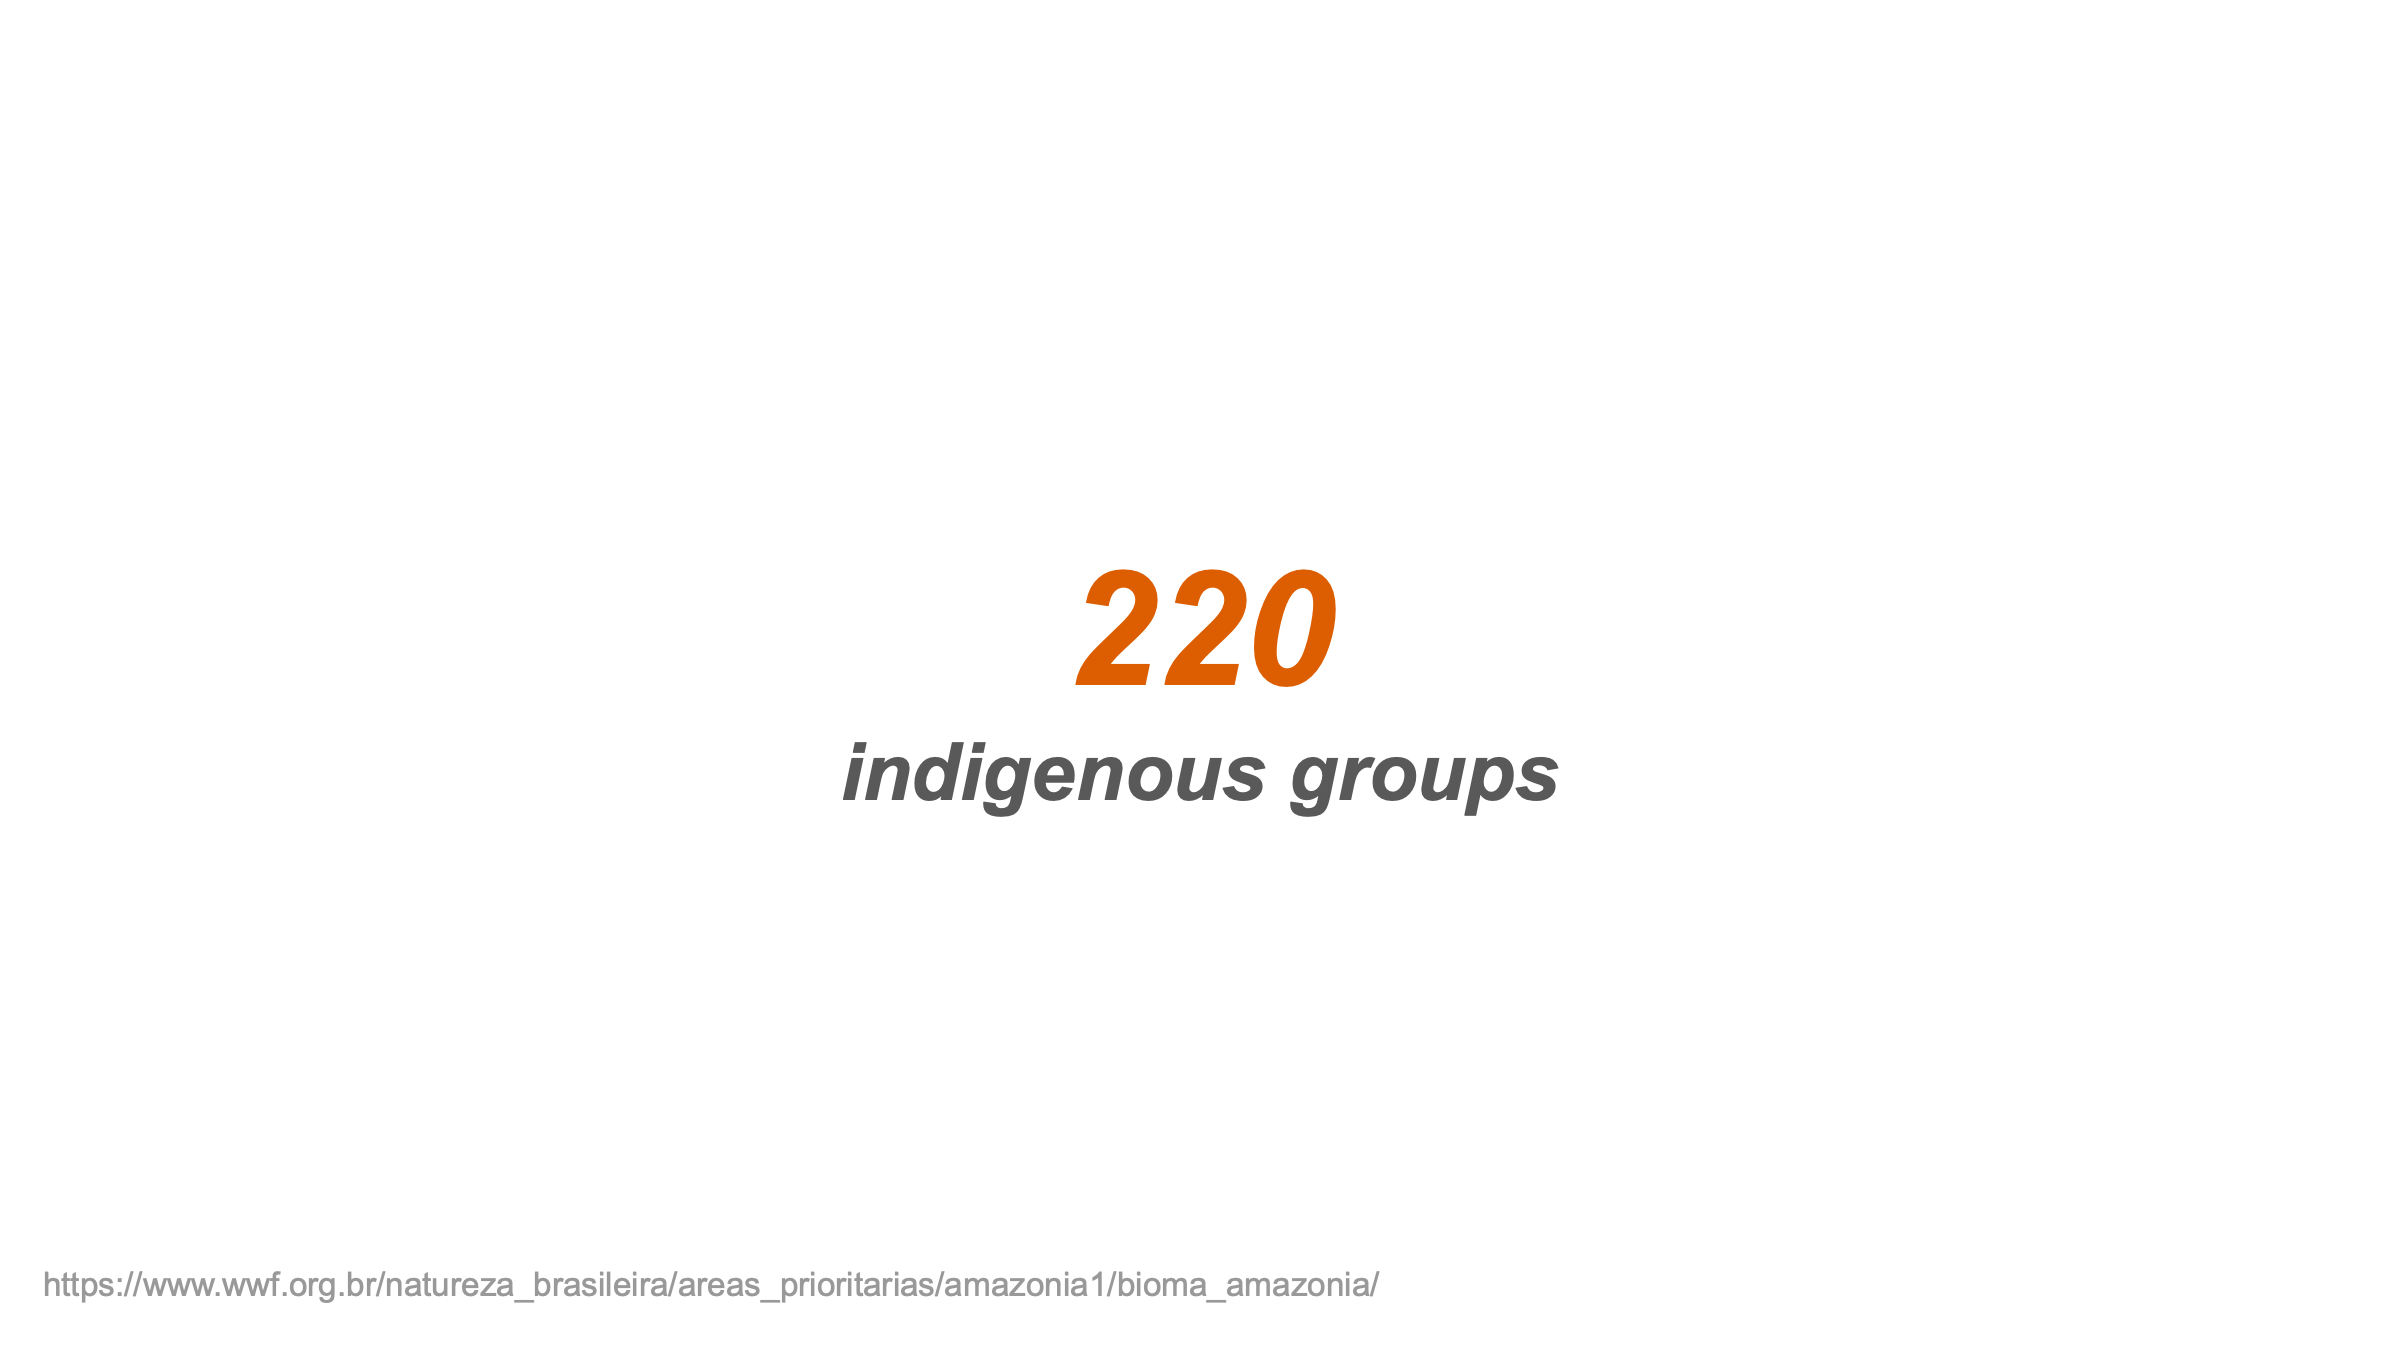 220
indigenous groups
https://www.wwf.org.br/natureza_brasileira/areas_prioritarias/amazonia1/bioma_amazonia/